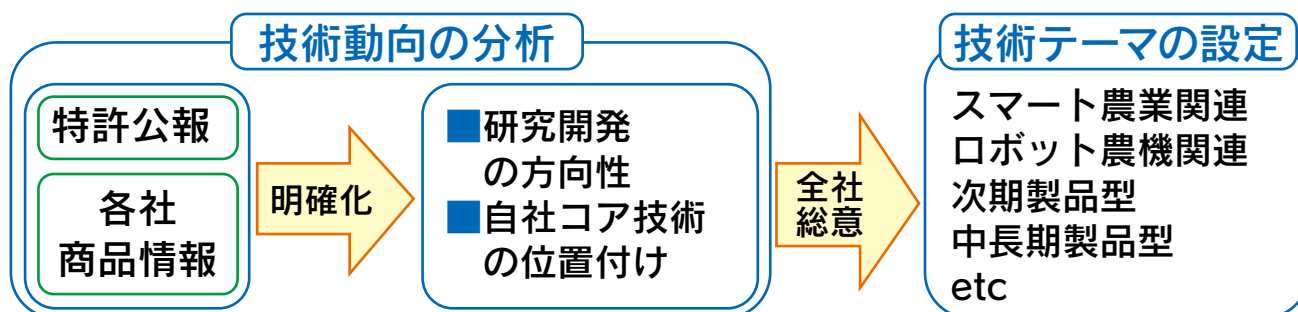 技術動向の分析
特許公報
各社
商品情報
明確化
■研究開発
の方向性
■自社コア技術
の位置付け
全社
総意
技術テーマの設定
スマート農業関連
ロボット農機関連
次期製品型
中長期製品型
etc